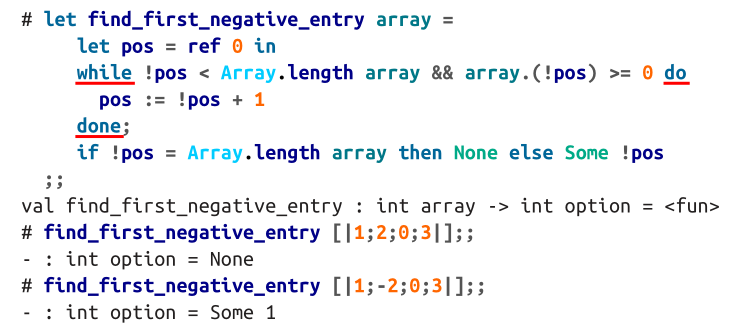 # let find_first_negative_entry array =
let pos = ref 0 in
while !pos < Array.length array && array.(!pos) >= 0 do
pos := !pos + 1
done;
if !pos = Array.length array then None else Some !pos
;;
val find_first_negative_entry : int array -> int option = <fun>
# find_first_negative_entry [|1;2;0;3|];;
- : int option = None
# find_first_negative_entry [|1;-2;0;3|];;
- : int option = Some 1